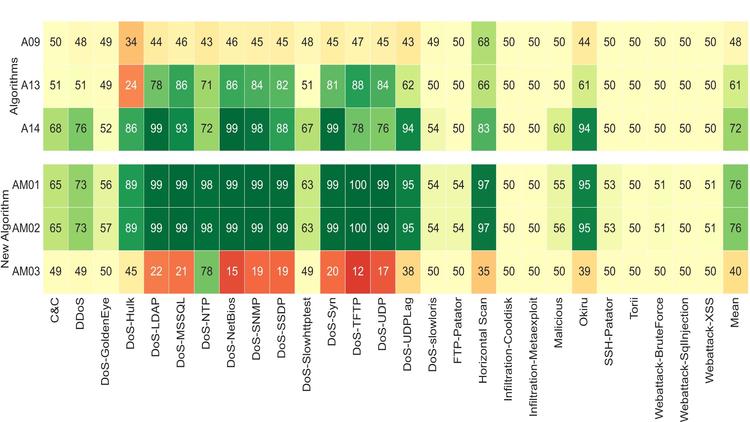 Algorithms
A09 50 48 49 34 44 46 43 46 45 45 48 45 47 45 43 49 50 68 50 50 50 44 50 50 50 50 50 48
A13 51 51 49 24 78 86 71 86 84 82 51 81 88 84 62 50 50 66 50 50 50 61 50 50 50 50 50 61
A14 68 76 52 86 99 93 72 99 98 88 67 99 78 76 94 54 50 83 50 50 60 94 50 50 50 50 50 72
New Algorithm
AM01 65 73 56 89 99 99 98 99 99 99 63 99 100 99 95 54 54 97 50 50 55 95 53 50 51 50 51 76
AM02 65 73 57 89 99 99 98 99 99 99 63 99 100 99 95 54 54 97 50 50 56 95 53 50 51 50 51 76
AM03 49 49 50 45 22 21 78 15 19 19 49 20 12 17 38 50 50 35 50 50 50 39 50 50 50 50 50 40
C&C
DDoS
DoS-GoldenEye
DoS-Hulk
DoS-LDAP
DoS-MSSQL
DoS-NTP
DoS-NetBios
DoS-SNMP
DoS-SSDP
DoS-Slowhttptest
DoS-Syn
DoS-TFTP
DoS-UDP
DoS-UDPLag
DoS-slowloris
FTP-Patator
Horizontal Scan
Infiltration-Cooldisk
Infiltration-Metaexploit
Malicious
Okiru
SSH-Patator
Torii
Webattack-BruteForce
Webattack-SqlInjection
Webattack-XSS
Mean